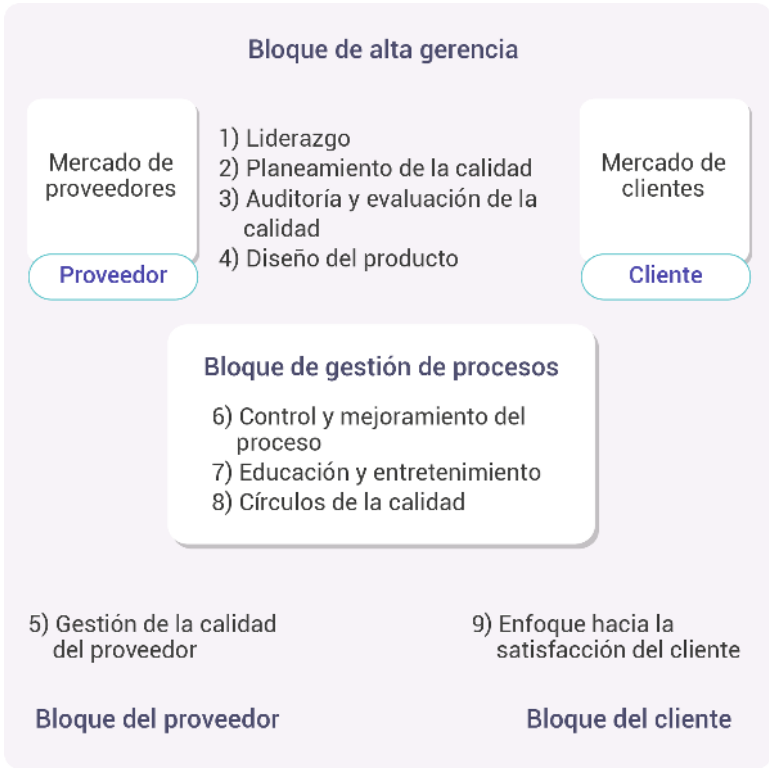 Bloque de alta gerencia
Mercado de
proveedores
Proveedor
1) Liderazgo
2) Planeamiento de la calidad
3) Auditoría y evaluación de la
calidad
4) Diseño del producto
Mercado de
clientes
Cliente
Bloque de gestión de procesos
6) Control y mejoramiento del
proceso
7) Educación y entretenimiento
8) Círculos de la calidad
5) Gestión de la calidad
del proveedor
Bloque del proveedor
9) Enfoque hacia la
satisfacción del cliente
Bloque del cliente